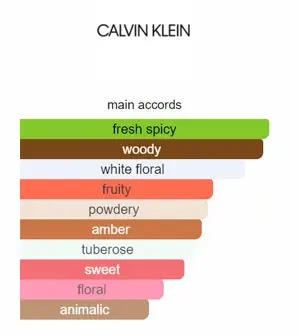 CALVIN KLEIN
main accords
fresh spicy
woody
white floral
fruity
powdery
amber
tuberose
sweet
floral
animalic